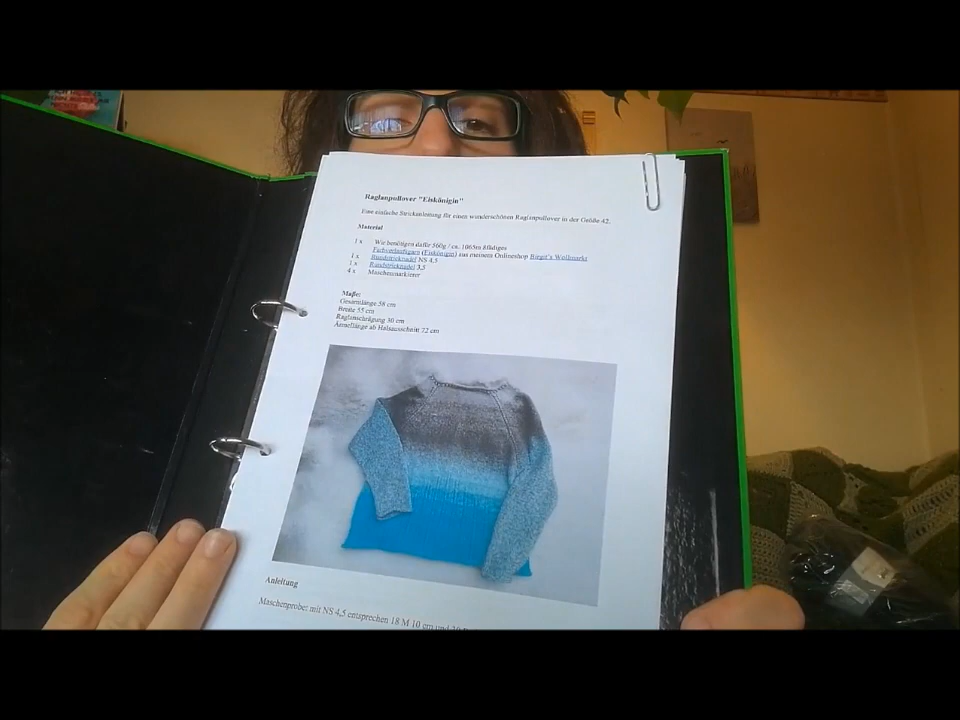 Raglanpullover "Eiskönigin"
Eine einfache Strickanleitung für einen wunderschönen Raglanpullover in der Größe 42.
Material
1 x Wir benötigen dafür 560g / ca. 1065m 8fädiges
Farbverlaufsgarn (Eiskönigin) aus meinem Onlineshop Birgit's Wollmarkt
1 x Rundstricknadel NS 4,5
1 x Rundstricknadel 3,5
4 x Maschenmarkierer
Maße:
Gesamtlänge 58 cm
Breite 55 cm
Raglanschrägung 30 cm
Ärmellänge ab Halsausschnitt 72 cm
Anleitung
Maschenprobe: mit NS 4,5 entsprechen 18 M 10 cm und